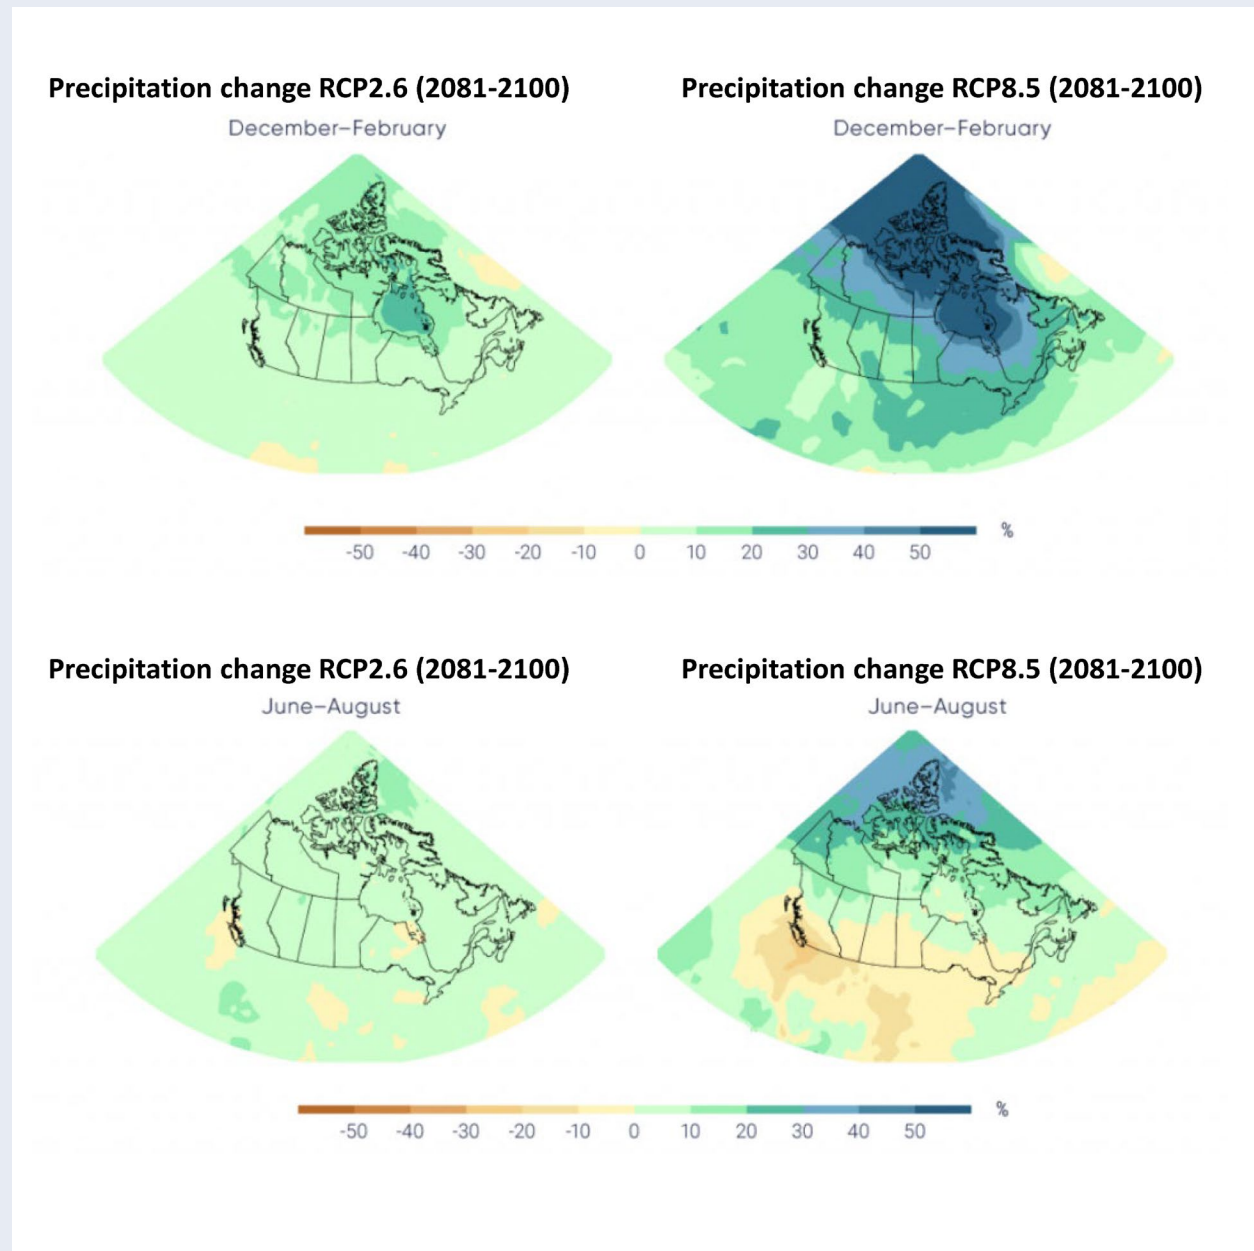 Precipitation change RCP2.6 (2081-2100)
December–February
Precipitation change RCP8.5 (2081-2100)
December–February
-50 -40 -30 -20 -10 0 10 20 30 40 50 %
Precipitation change RCP2.6 (2081-2100)
June–August
Precipitation change RCP8.5 (2081-2100)
June–August
-50 -40 -30 -20 -10 0 10 20 30 40 50 %